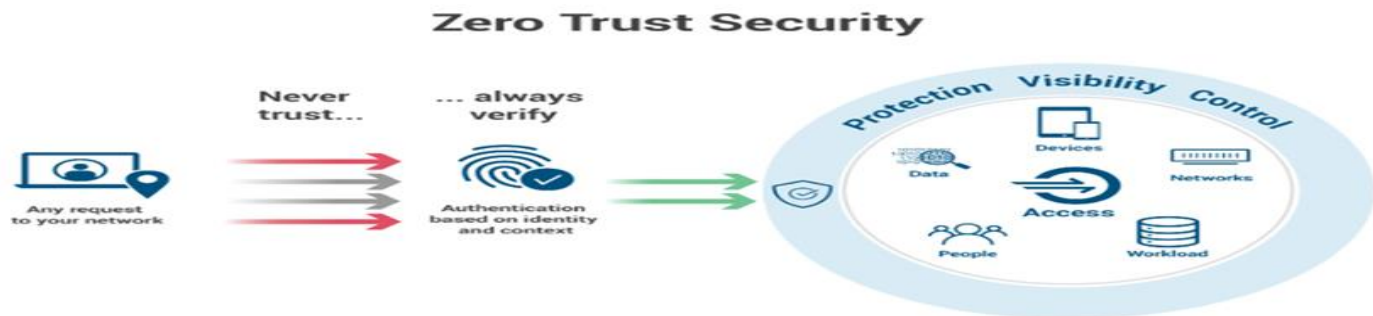 Zero Trust Security
Never
trust...
... always
verify
Any request
to your network
Authentication
based on identity
and context
Protection Visibility Control
Devices
Data
Networks
Access
People
Workload